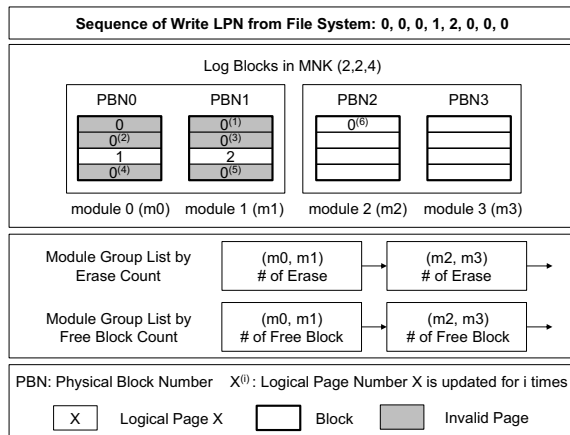 Sequence of Write LPN from File System: 0, 0, 0, 1, 2, 0, 0, 0
Log Blocks in MNK (2,2,4)
PBN0 PBN1 PBN2 PBN3
0 0(1) 0(6)
0(2) 0(3)
1 2
0(4) 0(5)
module 0 (m0) module 1 (m1) module 2 (m2) module 3 (m3)
Module Group List by (m0, m1) (m2, m3)
Erase Count # of Erase # of Erase
Module Group List by (m0, m1) (m2, m3)
Free Block Count # of Free Block # of Free Block
PBN: Physical Block Number X(i) : Logical Page Number X is updated for i times
X Logical Page X Block Invalid Page